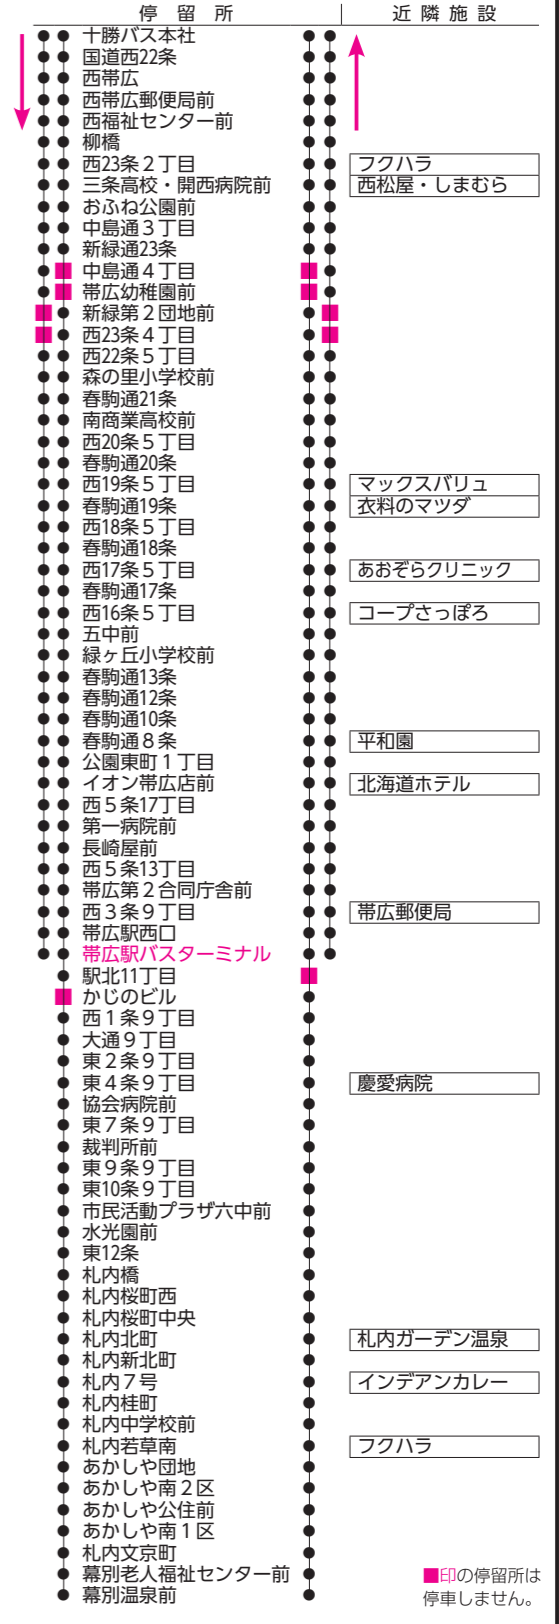 停留所 近隣施設
十勝バス本社
国道西22条
西帯広
西帯広郵便局前
西福祉センター前
柳橋
西23条２丁目 フクハラ
三条高校・開西病院前 西松屋・しまむら
おふね公園前
中島通３丁目
新緑通23条
中島通４丁目
帯広幼稚園前
新緑第２団地前
西23条４丁目
西22条５丁目
森の里小学校前
春駒通21条
南商業高校前
西20条５丁目
春駒通20条
西19条５丁目 マックスバリュ
春駒通19条 衣料のマツダ
西18条５丁目
春駒通18条
西17条５丁目 あおぞらクリニック
春駒通17条
西16条５丁目 コープさっぽろ
五中前
緑ヶ丘小学校前
春駒通13条
春駒通12条
春駒通10条
春駒通８条 平和園
公園東町１丁目
イオン帯広店前 北海道ホテル
西５条17丁目
第一病院前
長崎屋前
西５条13丁目
帯広第２合同庁舎前
西３条９丁目 帯広郵便局
帯広駅西口
帯広駅バスターミナル
駅北11丁目
かじのビル
西１条９丁目
大通９丁目
東２条９丁目
東４条９丁目 慶愛病院
協会病院前
東７条９丁目
裁判所前
東９条９丁目
東10条９丁目
市民活動プラザ六中前
水光園前
東12条
札内橋
札内桜町西
札内桜町中央
札内北町 札内ガーデン温泉
札内新北町
札内７号 インデアンカレー
札内桂町
札内中学校前
札内若草南 フクハラ
あかしや団地
あかしや南２区
あかしや公住前
あかしや南１区
札内文京町
幕別老人福祉センター前
幕別温泉前
■印の停留所は
停車しません。